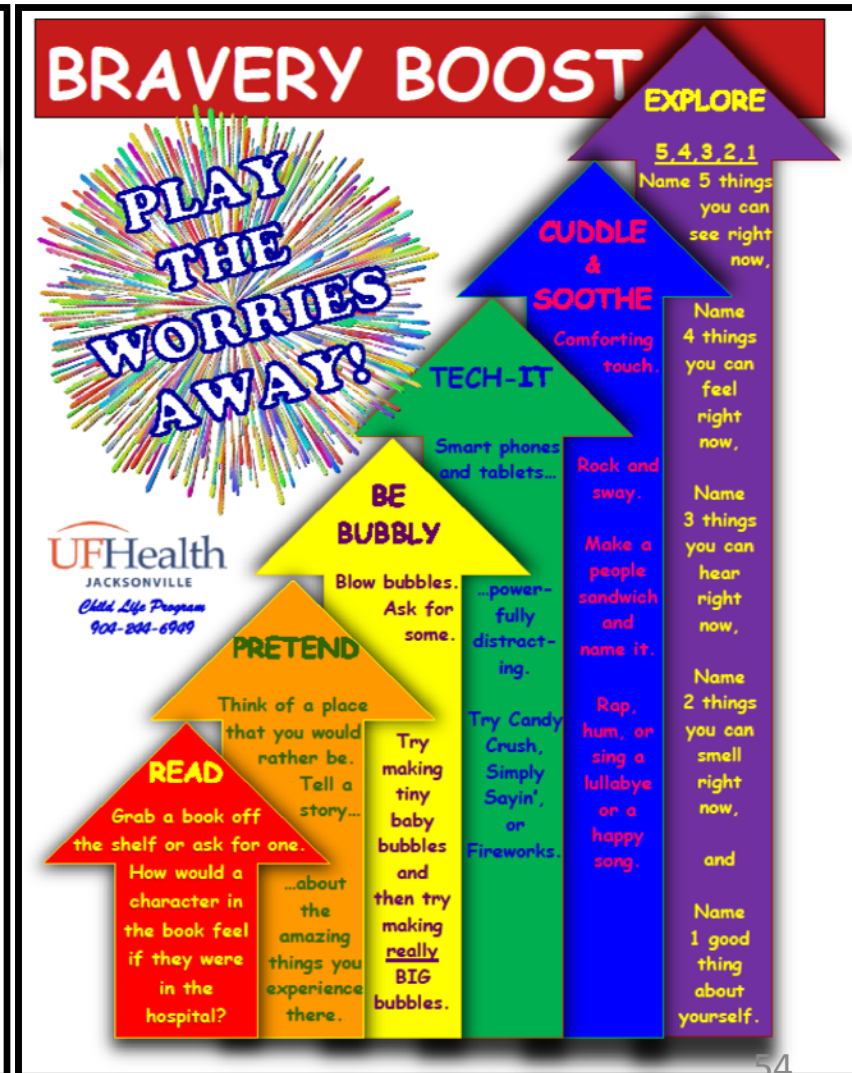 BRAVERY BOOST
PLAY
THE
WORRIES
AWAY!
UFHealth
JACKSONVILLE
Child Life Program
904-244-6949
READ
Grab a book off
the shelf or ask for one.
How would a
character in
the book feel
if they were
in the
hospital?
PRETEND
Think of a place
that you would
rather be.
Tell a
story...
...about
the
amazing
things you
experience
there.
BE
BUBBLY
Blow bubbles.
Ask for
some.
Try
making
tiny
baby
bubbles
and
then try
making
really
BIG
bubbles.
TECH-IT
Smart phones
and tablets...
...power-
fully
distract-
ing.
Try Candy
Crush,
Simply
Sayin',
or
Fireworks.
CUDDLE
&
SOOTHE
Comforting
touch.
Rock and
sway.
Make a
people
sandwich
and
name it.
Rap,
hum, or
sing a
lullabye
or a
happy
song.
EXPLORE
5,4,3,2,1
Name 5 things
you can
see right
now,
Name
4 things
you can
feel
right
now,
Name
3 things
you can
hear
right
now,
Name
2 things
you can
smell
right
now,
and
Name
1 good
thing
about
yourself.
54